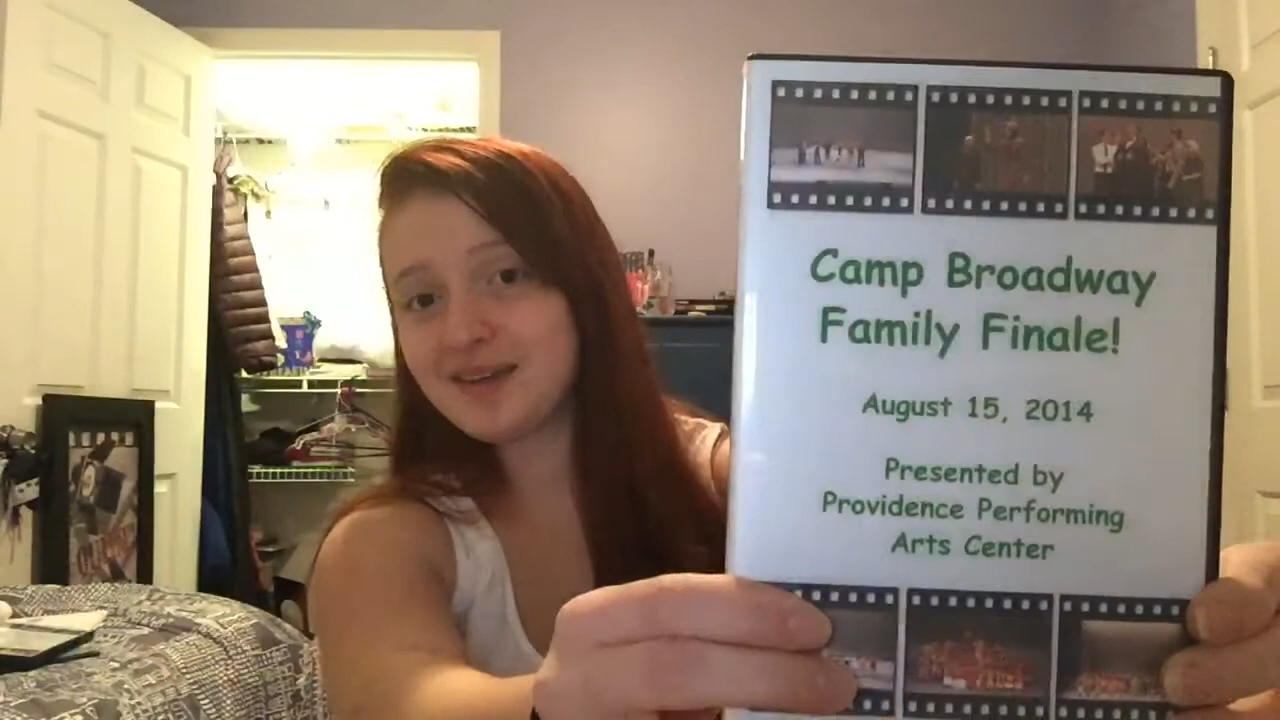 Camp Broadway
Family Finale!
August 15, 2014
Presented by
Providence Performing
Arts Center